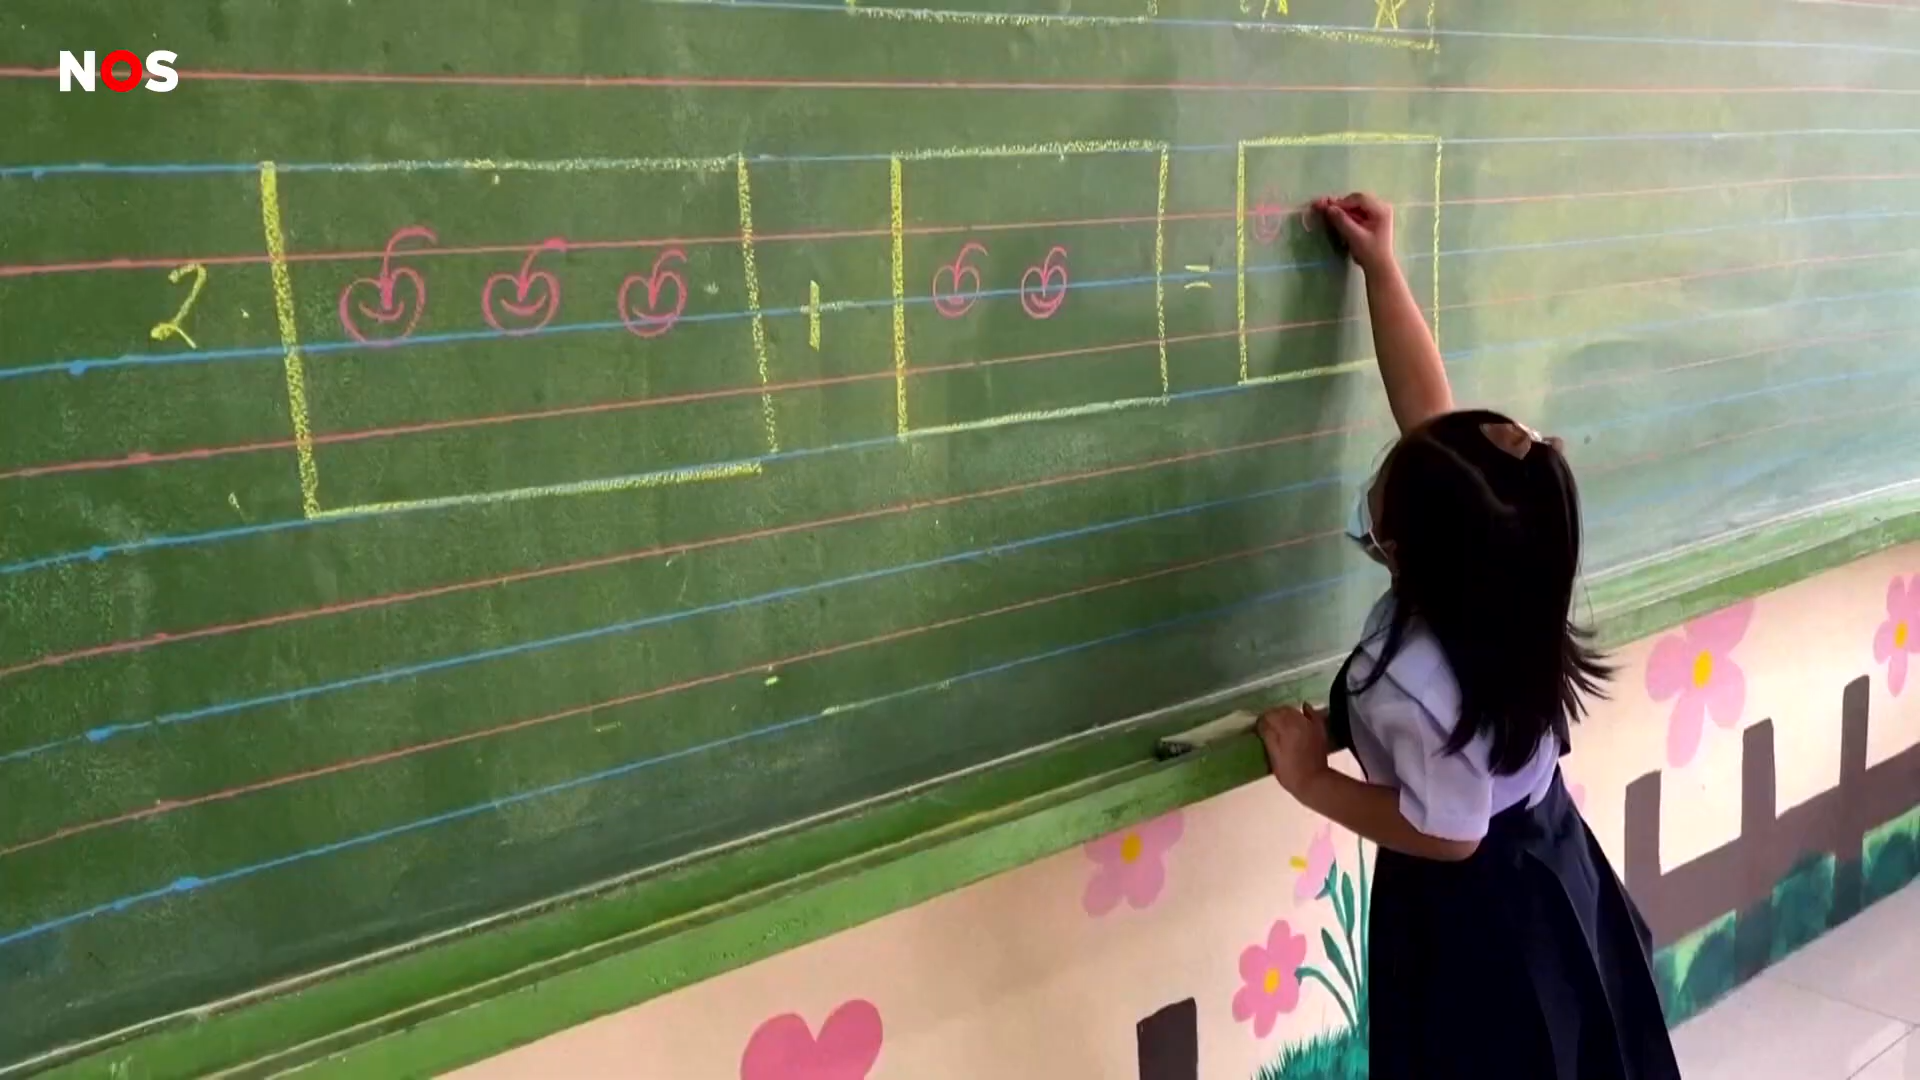 NOS
2 + =